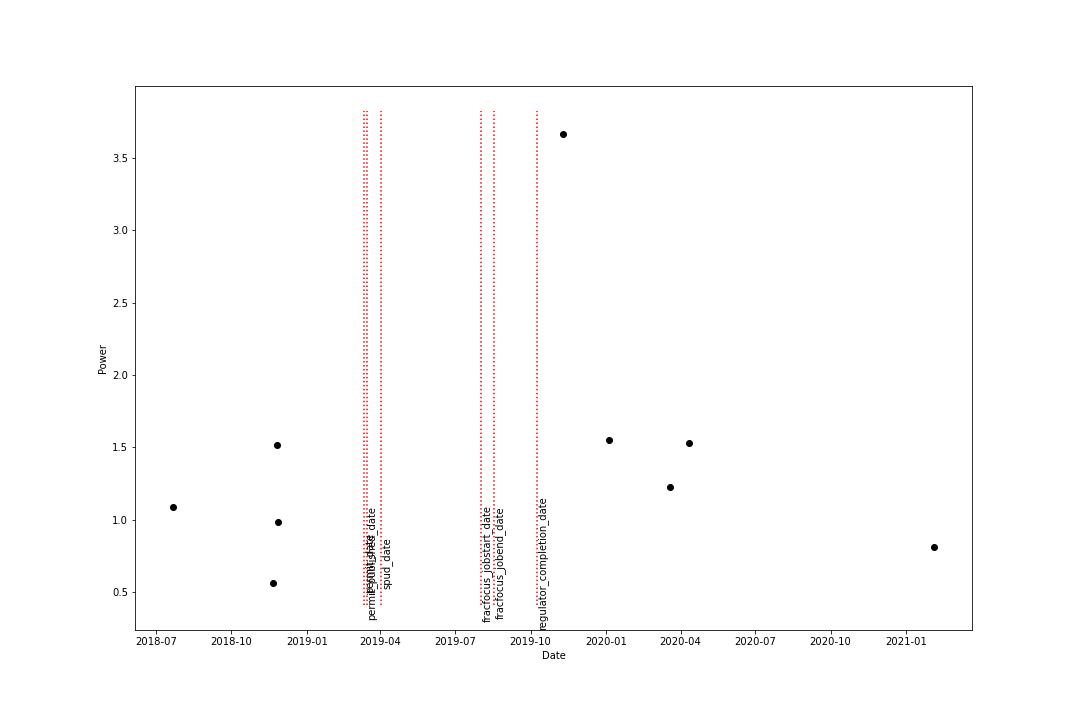 3.5
3.0
2.5
2.0
1.5
1.0
0.5
Power
permit_date
permit_published_date
spud_date
fracfocus_jobstart_date
fracfocus_jobend_date
regulator_completion_date
2018-07
2018-10
2019-01
2019-04
2019-07
2019-10
2020-01
2020-04
2020-07
2020-10
2021-01
Date